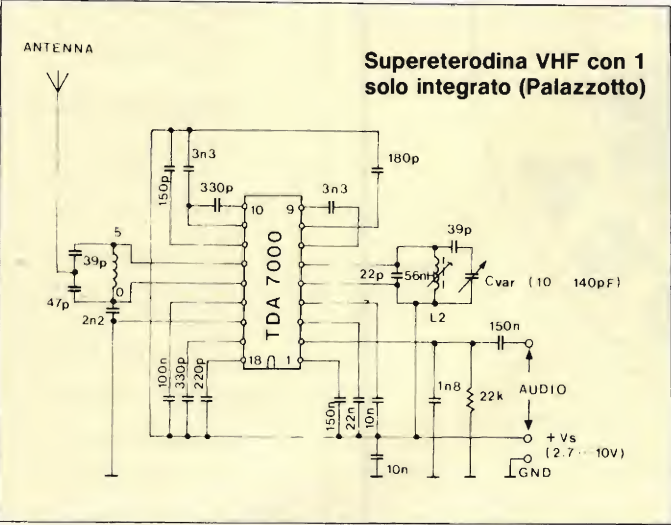 ANTENNA
Supereterodina VHF con 1
solo integrato (Palazzotto)
3n3
180p
150p
330p
3n3
10
9
5
39p
39p
TDA 7000
22p
56nH
Cvar (10 140pF)
47p
0
L2
2n2
150n
100n
330p
220p
18
1
150n
22n
10n
1n8
22k
AUDIO
+ Vs
(2.7 ... 10V)
10n
GND